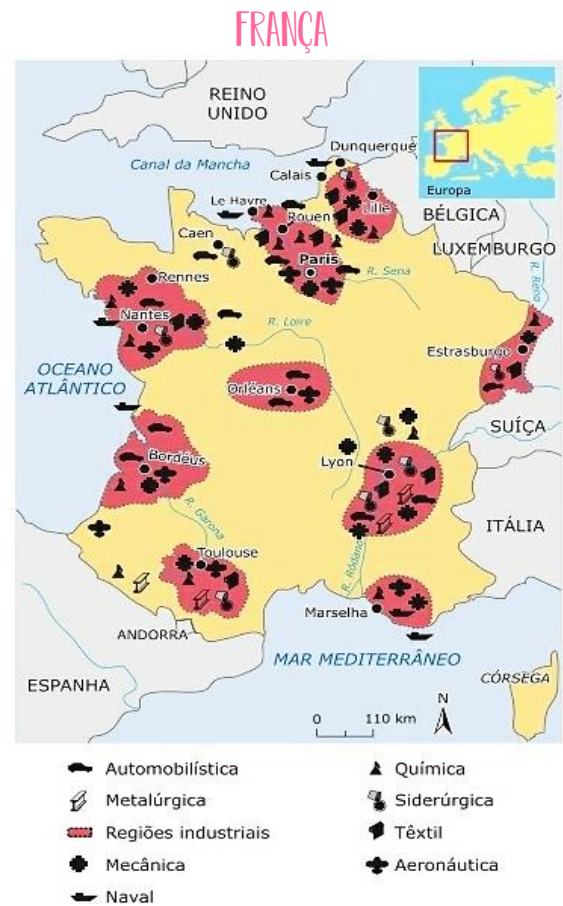 FRANÇA
REINO
UNIDO
Dunquerque
Canal da Mancha
Calais
Europa
Le Havre
Lille
BÉLGICA
Rouen
Caen
LUXEMBURGO
Paris
R. Sena
R. Reno
Rennes
Nantes
R. Loire
Estrasburgo
OCEANO
ATLÂNTICO
Orléans
SUÍÇA
Bordéus
Lyon
R. Garona
ITÁLIA
Toulouse
R. Ródano
Marselha
ANDORRA
MAR MEDITERRÂNEO
CÓRSEGA
ESPANHA
N
0 110 km
Automobilística
Química
Metalúrgica
Siderúrgica
Regiões industriais
Têxtil
Mecânica
Aeronáutica
Naval